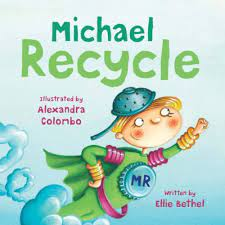 Michael
Recycle
Illustrated by
Alexandra
Colombo
MR
Written by
Ellie Bethel